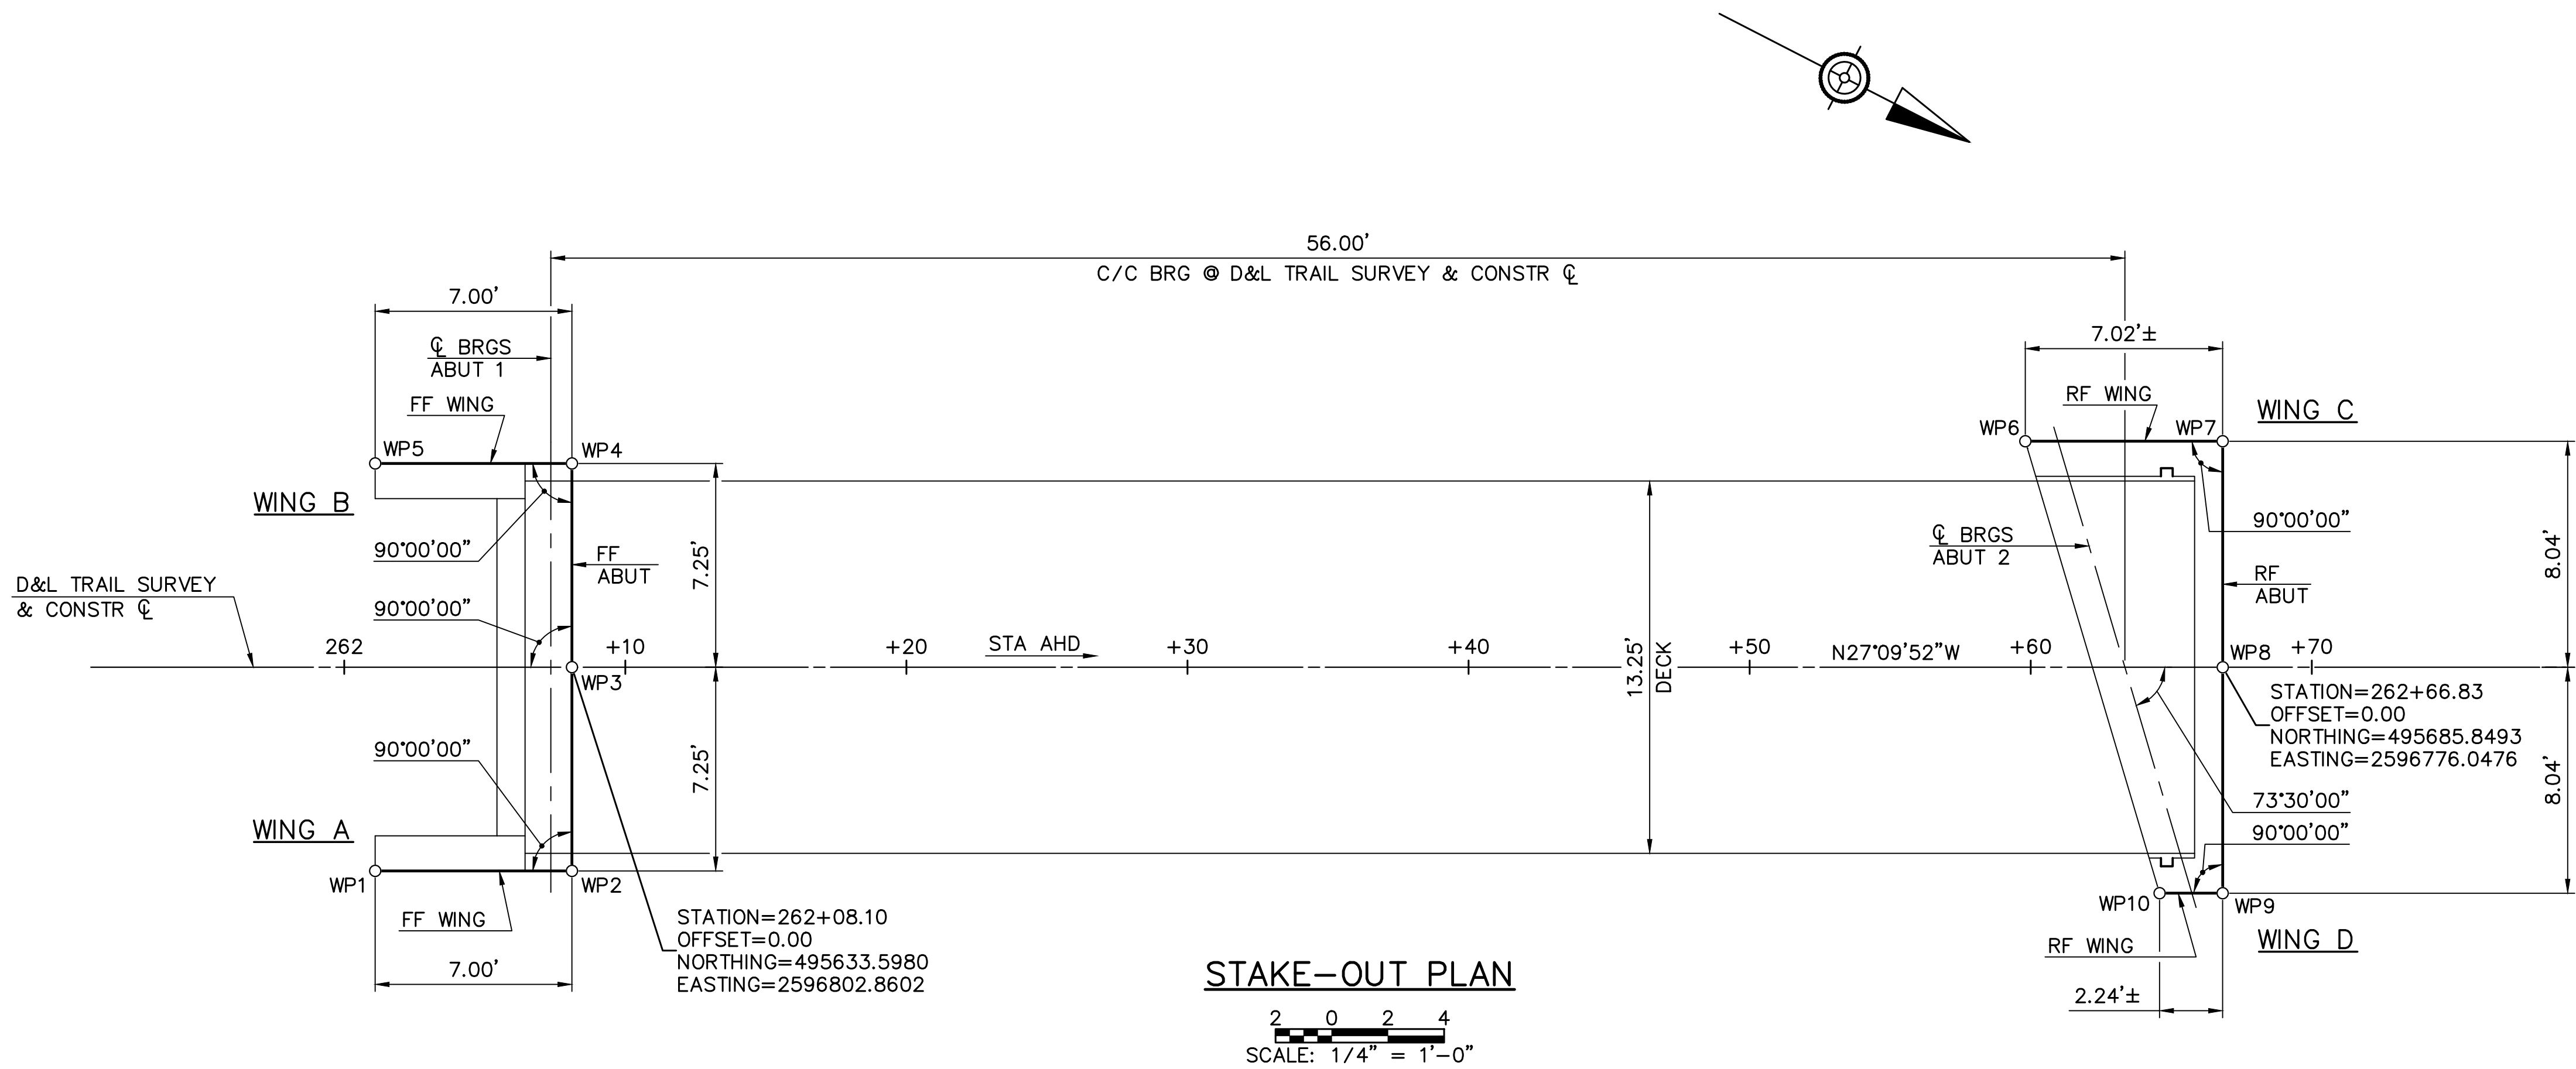 56.00'
C/C BRG @ D&L TRAIL SURVEY & CONSTR ℄
7.00'
℄ BRGS
ABUT 1
FF WING
WP5
WP4
WING B
90°00'00"
FF
ABUT
7.25'
D&L TRAIL SURVEY
& CONSTR ℄
90°00'00"
262
+10
+20
STA AHD
+30
+40
+50
N27°09'52"W
+60
+70
WP3
90°00'00"
7.25'
WING A
WP1
WP2
FF WING
7.00'
STATION=262+08.10
OFFSET=0.00
NORTHING=495633.5980
EASTING=2596802.8602
13.25'
DECK
7.02'±
RF WING
WING C
WP6
WP7
90°00'00"
℄ BRGS
ABUT 2
RF
ABUT
8.04'
WP8
STATION=262+66.83
OFFSET=0.00
NORTHING=495685.8493
EASTING=2596776.0476
73°30'00"
90°00'00"
8.04'
WP10
WP9
RF WING
WING D
2.24'±
STAKE-OUT PLAN
2 0 2 4
SCALE: 1/4" = 1'-0"